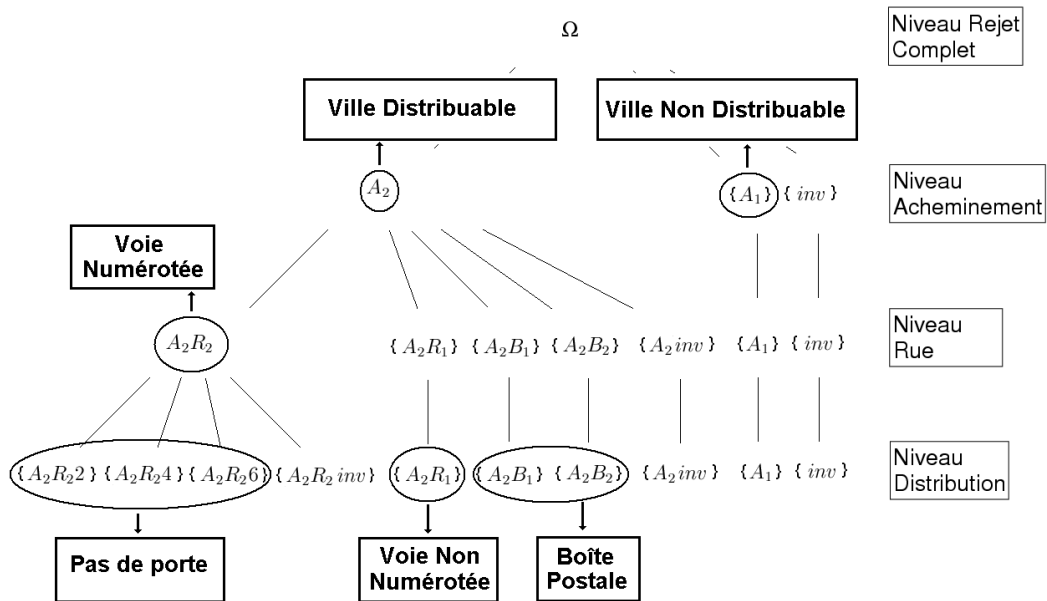 Ω
Niveau Rejet
Complet
Ville Distribuable
Ville Non Distribuable
A₂
{A₁} {inv}
Niveau
Acheminement
Voie
Numérotée
A₂R₂
{A₂R₁} {A₂B₁} {A₂B₂} {A₂inv} {A₁} {inv}
Niveau
Rue
{A₂R₂2} {A₂R₂4} {A₂R₂6} {A₂R₂inv} {A₂R₁} {A₂B₁ A₂B₂} {A₂inv} {A₁} {inv}
Niveau
Distribution
Pas de porte
Voie Non
Numérotée
Boîte
Postale